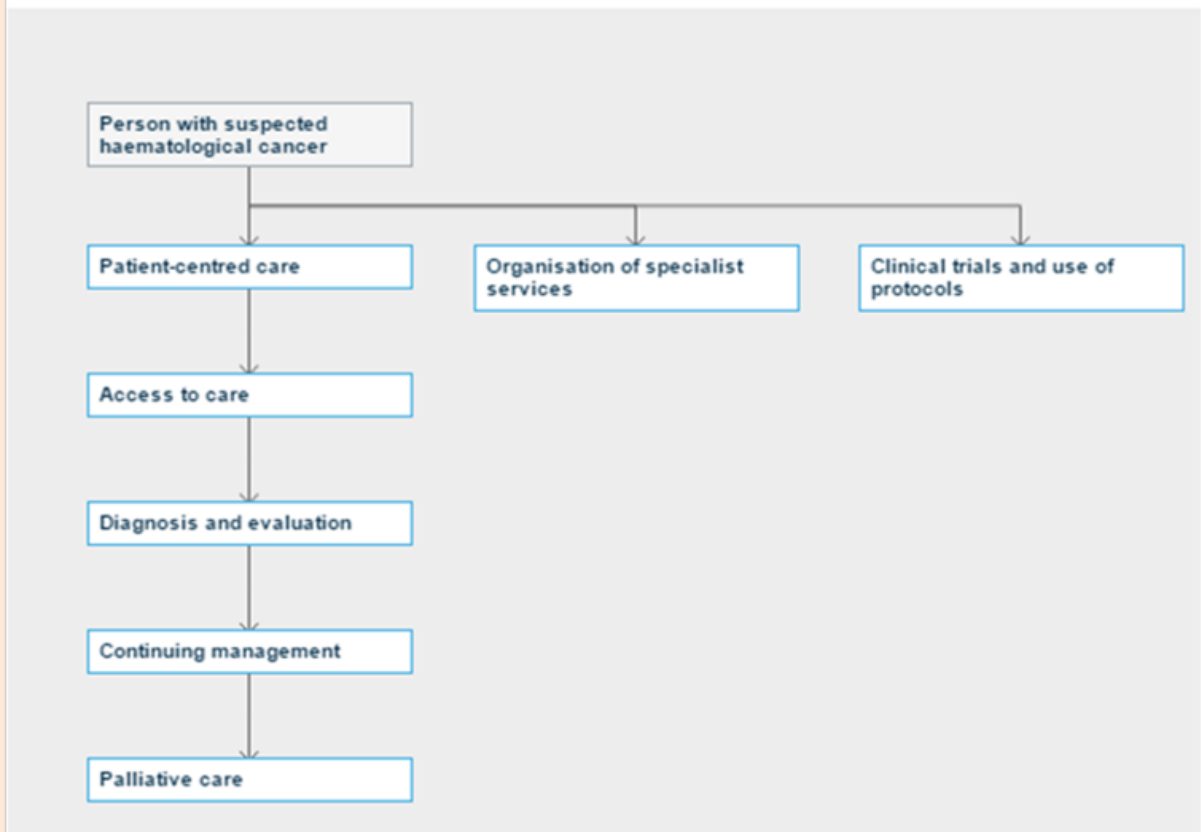 Person with suspected
haematological cancer
Patient-centred care
Organisation of specialist
services
Clinical trials and use of
protocols
Access to care
Diagnosis and evaluation
Continuing management
Palliative care